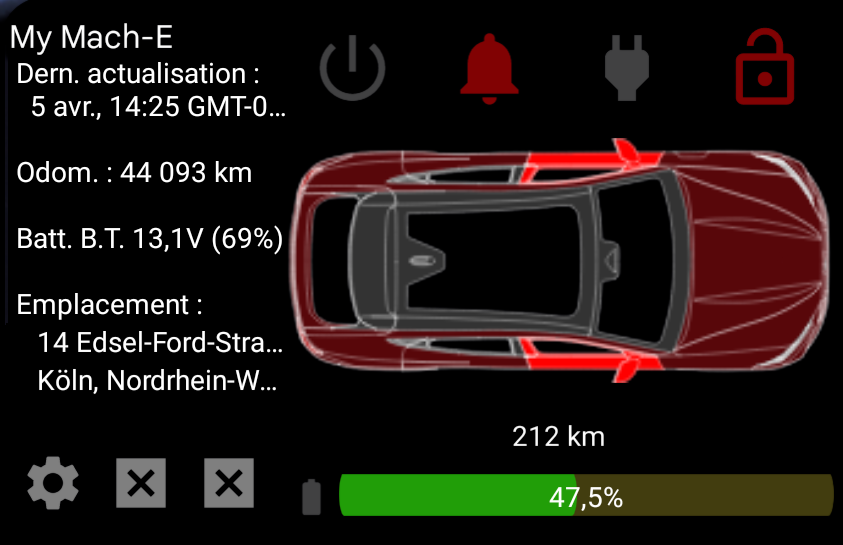 My Mach-E
Dern. actualisation :
5 avr., 14:25 GMT-0...
Odom. : 44 093 km
Batt. B.T. 13,1V (69%)
Emplacement :
14 Edsel-Ford-Stra...
Köln, Nordrhein-W...
212 km
47,5%